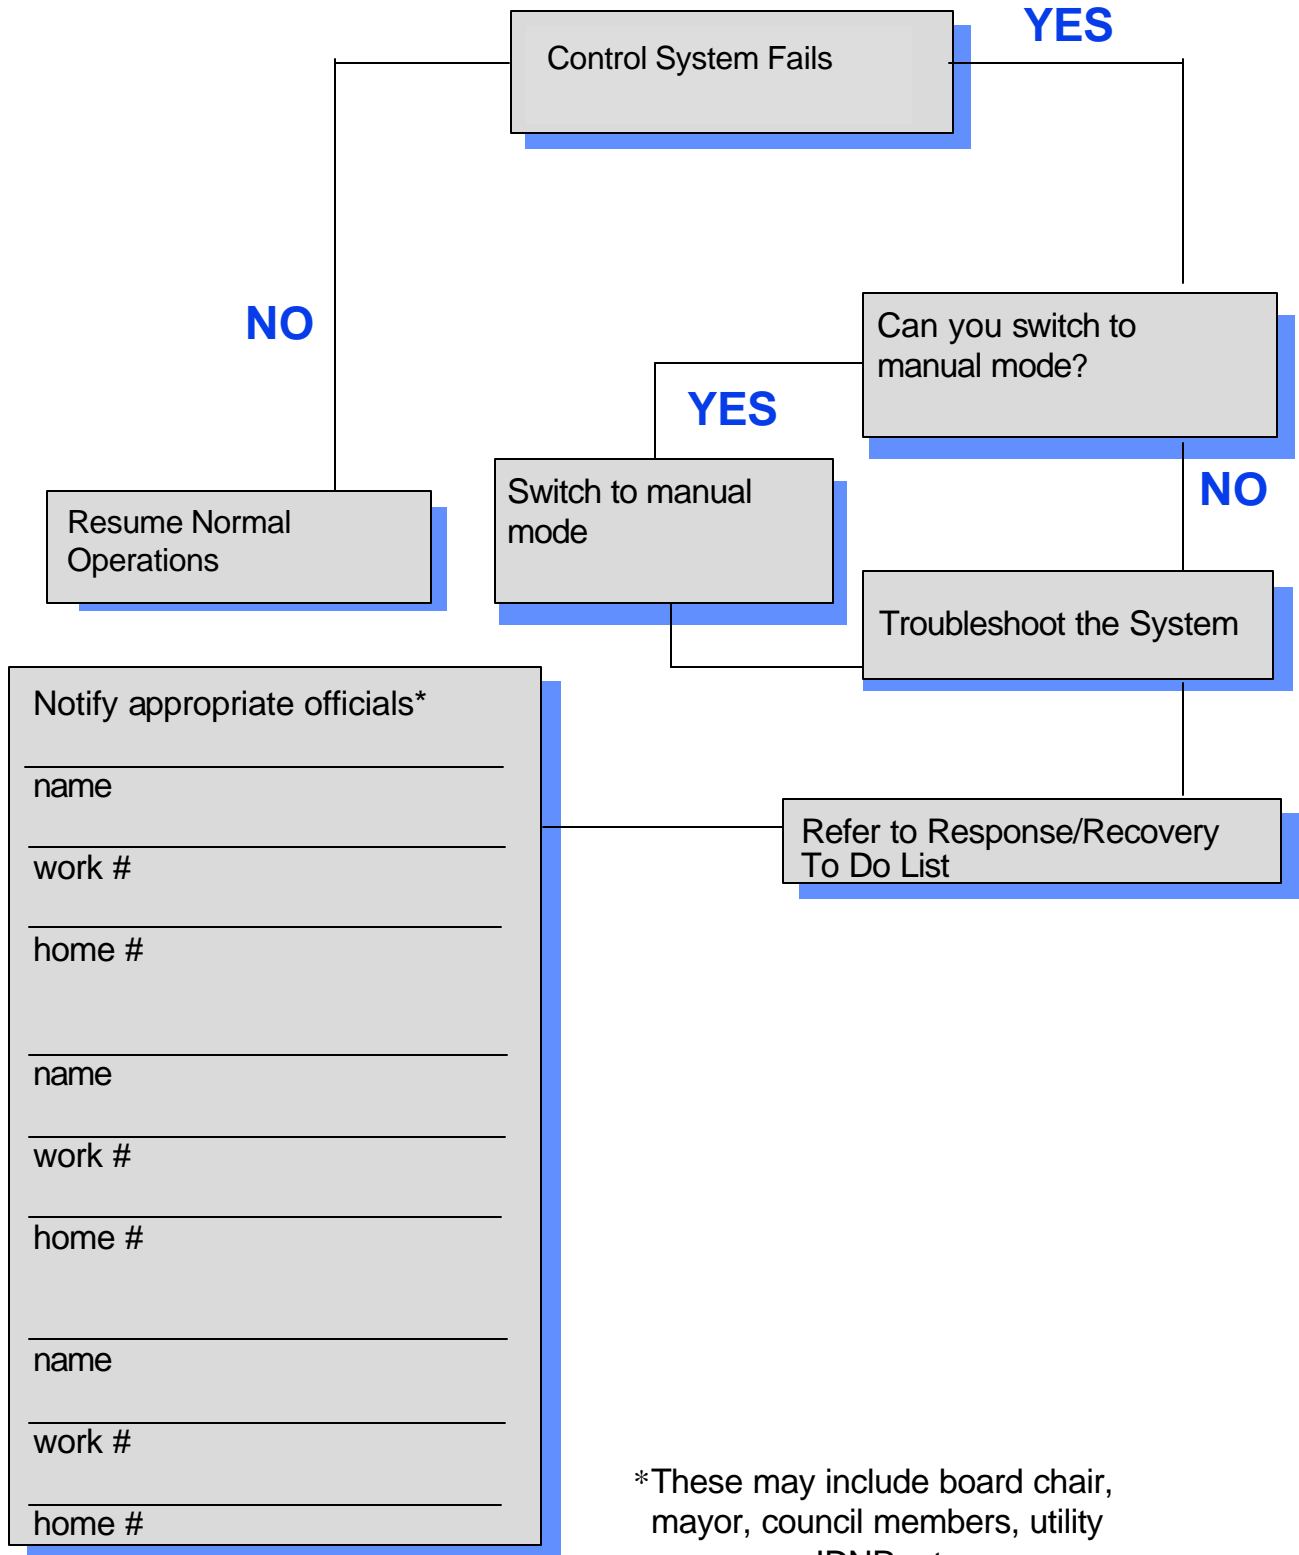 YES
Control System Fails
NO
Can you switch to
manual mode?
YES
NO
Switch to manual
mode
Resume Normal
Operations
Troubleshoot the System
Notify appropriate officials*
name
work #
home #
name
work #
home #
name
work #
home #
Refer to Response/Recovery
To Do List
*These may include board chair,
mayor, council members, utility